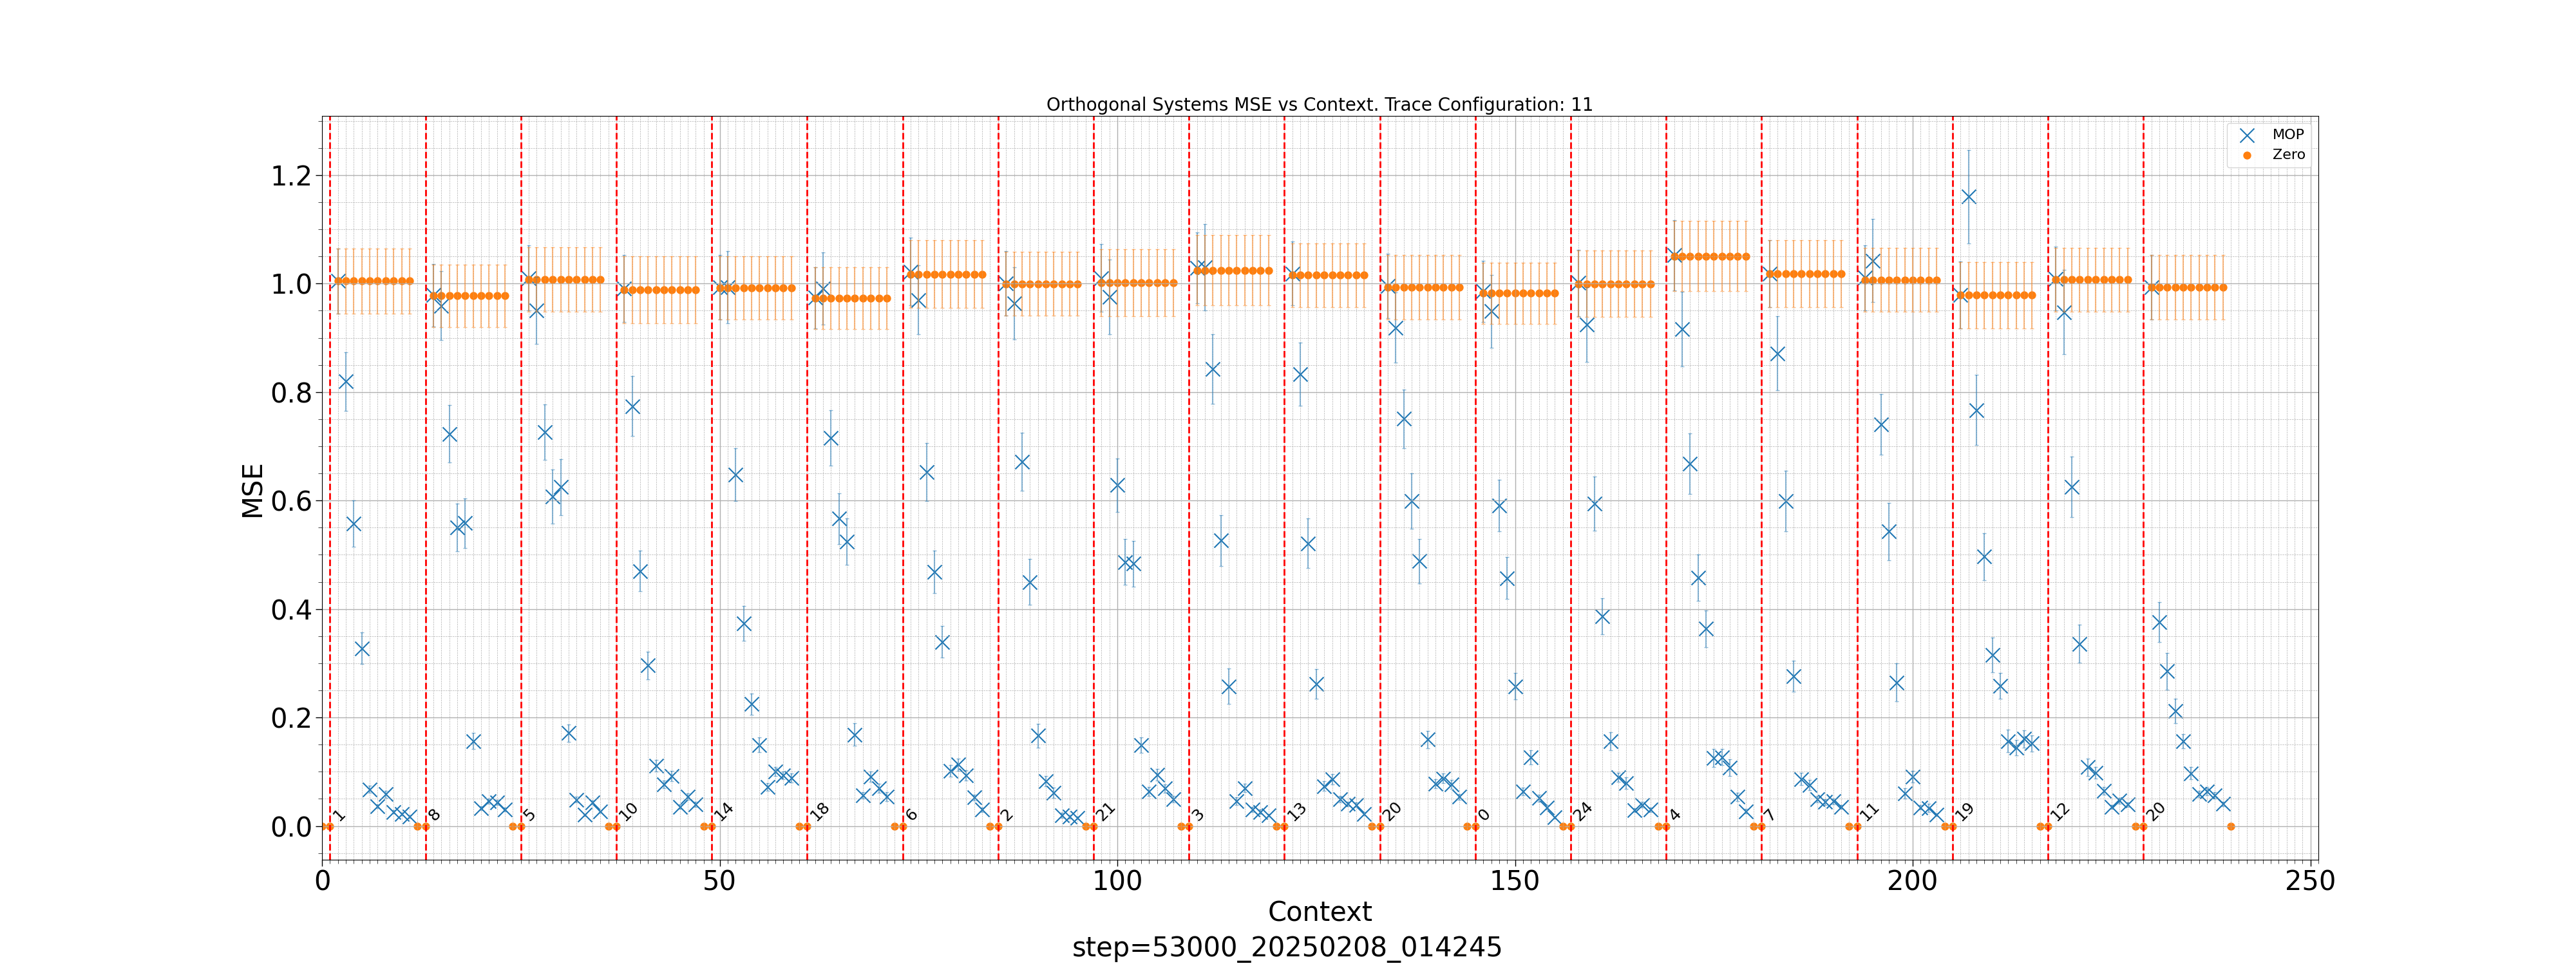 Orthogonal Systems MSE vs Context. Trace Configuration: 11
MOP
Zero
MSE
1.2
1.0
0.8
0.6
0.4
0.2
0.0
1 8 5 10 14 18 6 2 21 3 13 20 0 24 4 7 11 19 12 20
0 50 100 150 200 250
Context
step=53000_20250208_014245